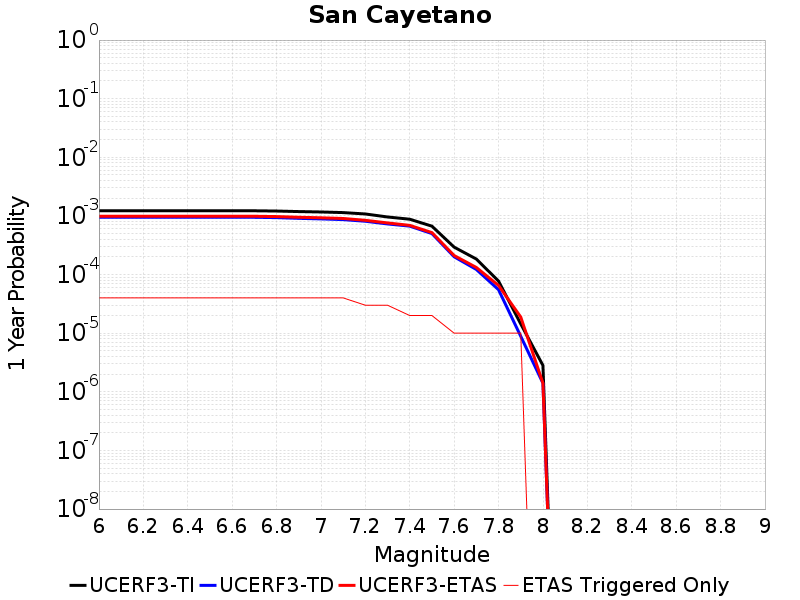 San Cayetano
10^0
10^-1
10^-2
10^-3
10^-4
10^-5
10^-6
10^-7
10^-8
1 Year Probability
6 6.2 6.4 6.6 6.8 7 7.2 7.4 7.6 7.8 8 8.2 8.4 8.6 8.8 9
Magnitude
UCERF3-TI UCERF3-TD UCERF3-ETAS ETAS Triggered Only